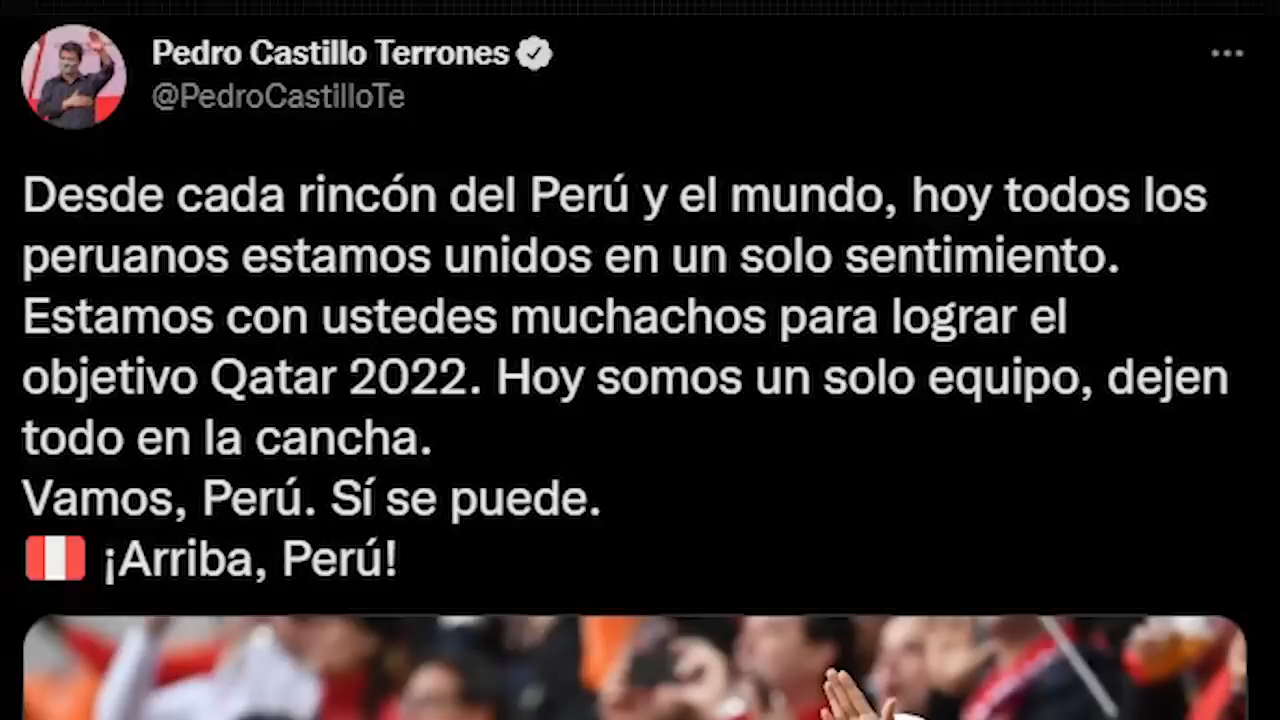 Pedro Castillo Terrones
@PedroCastilloTe
Desde cada rincón del Perú y el mundo, hoy todos los
peruanos estamos unidos en un solo sentimiento.
Estamos con ustedes muchachos para lograr el
objetivo Qatar 2022. Hoy somos un solo equipo, dejen
todo en la cancha.
Vamos, Perú. Sí se puede.
🇵🇪 ¡Arriba, Perú!